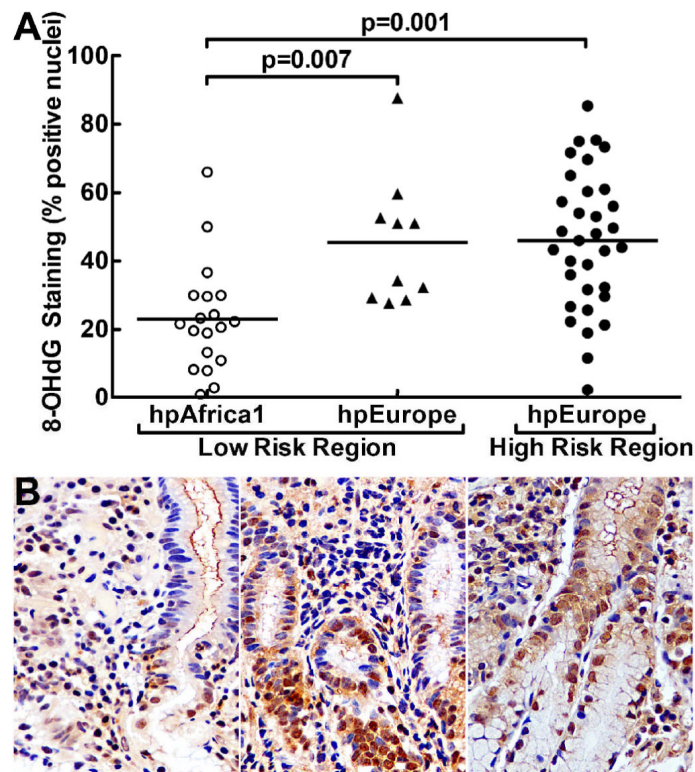 A
p=0.001
p=0.007
100
80
60
40
20
0
8-OHdG Staining (% positive nuclei)
hpAfrica1 hpEurope hpEurope
Low Risk Region High Risk Region
B